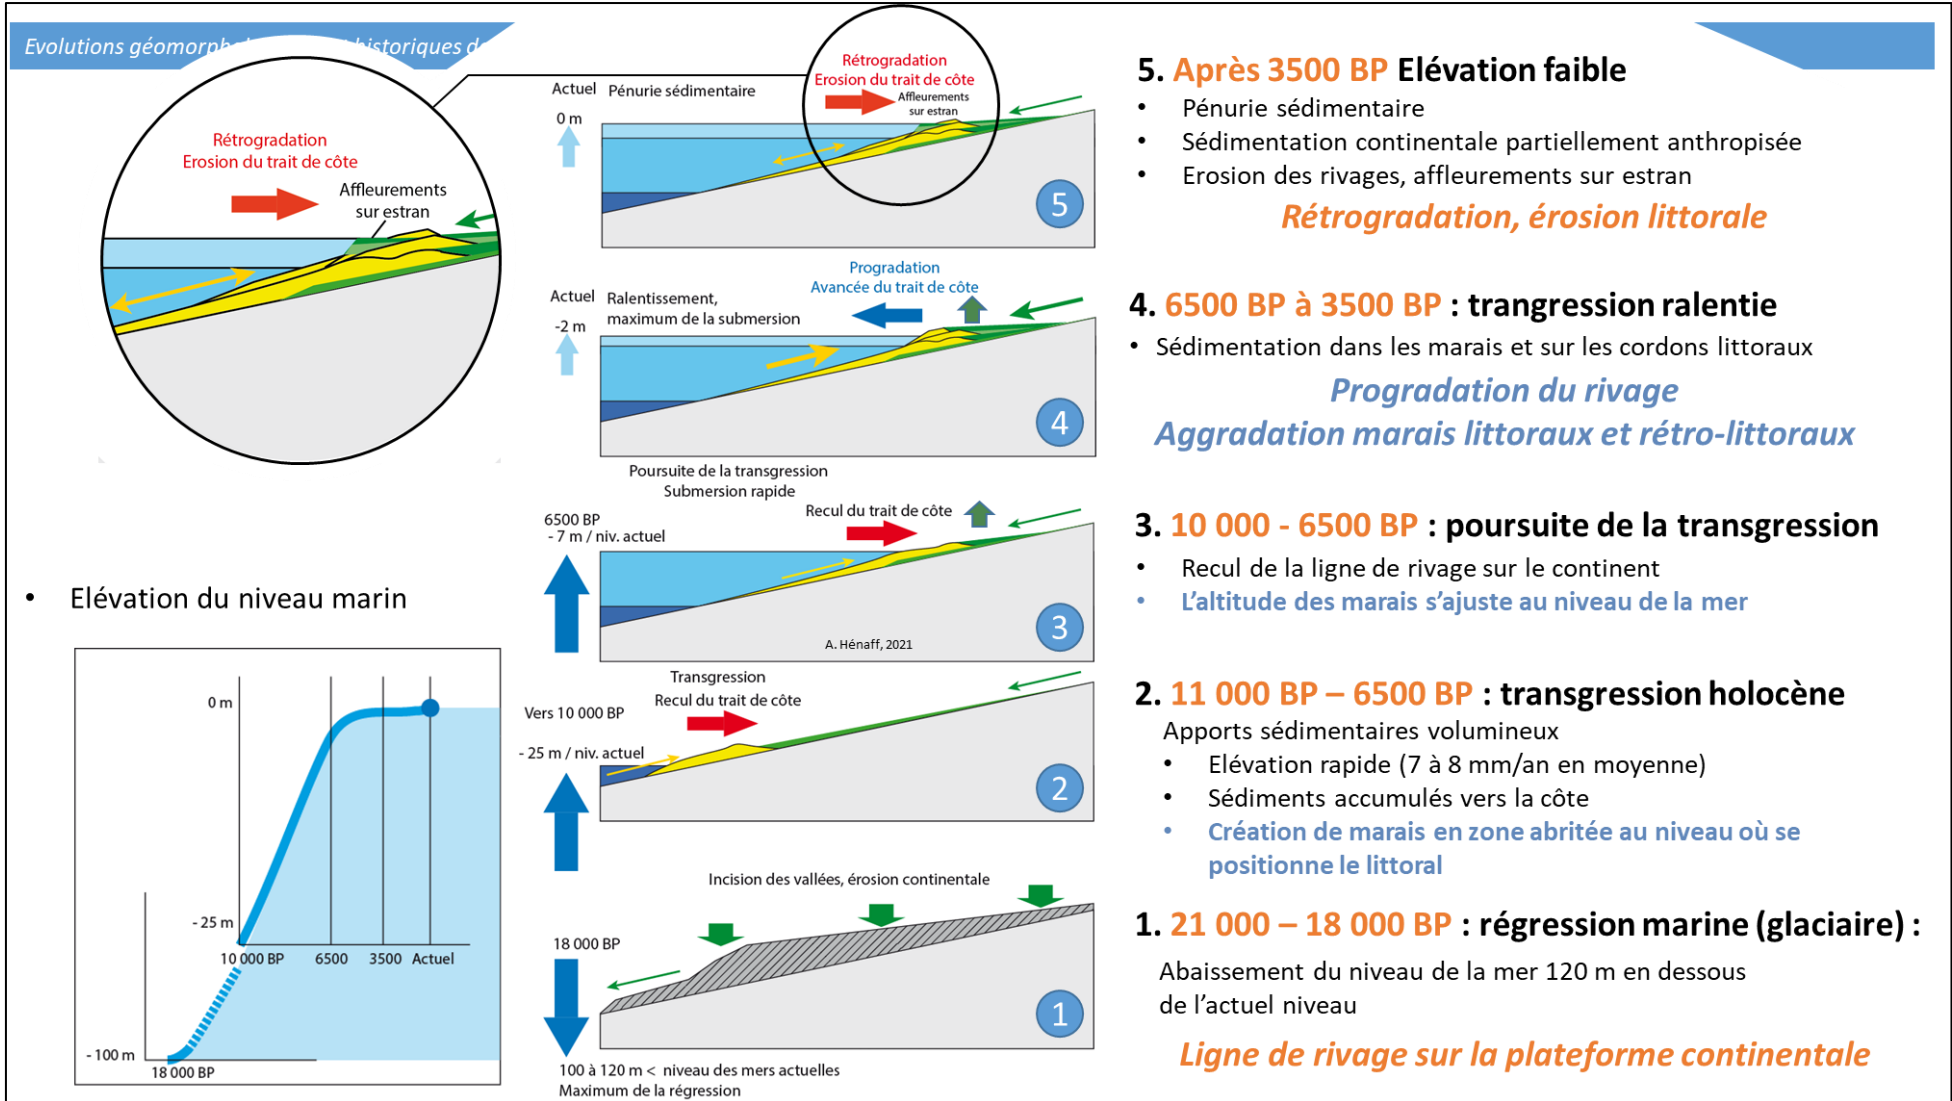 Evolutions géomorph historiques de
Rétrogradation
Erosion du trait de côte
Affleurements
sur estran
Elévation du niveau marin
0 m
- 25 m
10 000 BP 6500 3500 Actuel
- 100 m
18 000 BP
Actuel Pénurie sédimentaire
0 m
Rétrogradation
Erosion du trait de côte
Affleurements
sur estran
5
Progradation
Avancée du trait de côte
Actuel Ralentissement,
maximum de la submersion
-2 m
4
Poursuite de la transgression
Submersion rapide
Recul du trait de côte
6500 BP
- 7 m / niv. actuel
3
A. Hénaff, 2021
Transgression
Recul du trait de côte
Vers 10 000 BP
- 25 m / niv. actuel
2
Incision des vallées, érosion continentale
18 000 BP
1
100 à 120 m < niveau des mers actuelles
Maximum de la régression
5. Après 3500 BP Elévation faible
• Pénurie sédimentaire
• Sédimentation continentale partiellement anthropisée
• Erosion des rivages, affleurements sur estran
Rétrogradation, érosion littorale
4. 6500 BP à 3500 BP : trangression ralentie
• Sédimentation dans les marais et sur les cordons littoraux
Progradation du rivage
Aggradation marais littoraux et rétro-littoraux
3. 10 000 - 6500 BP : poursuite de la transgression
• Recul de la ligne de rivage sur le continent
• L'altitude des marais s'ajuste au niveau de la mer
2. 11 000 BP – 6500 BP : transgression holocène
Apports sédimentaires volumineux
• Elévation rapide (7 à 8 mm/an en moyenne)
• Sédiments accumulés vers la côte
• Création de marais en zone abritée au niveau où se
positionne le littoral
1. 21 000 – 18 000 BP : régression marine (glaciaire) :
Abaissement du niveau de la mer 120 m en dessous
de l'actuel niveau
Ligne de rivage sur la plateforme continentale